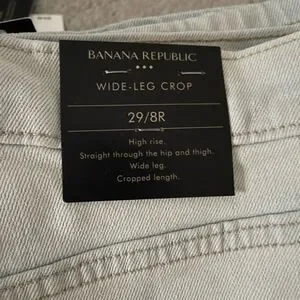 BANANA REPUBLIC
WIDE-LEG CROP
29/8R
High rise.
Straight through the hip and thigh.
Wide leg.
Cropped length.